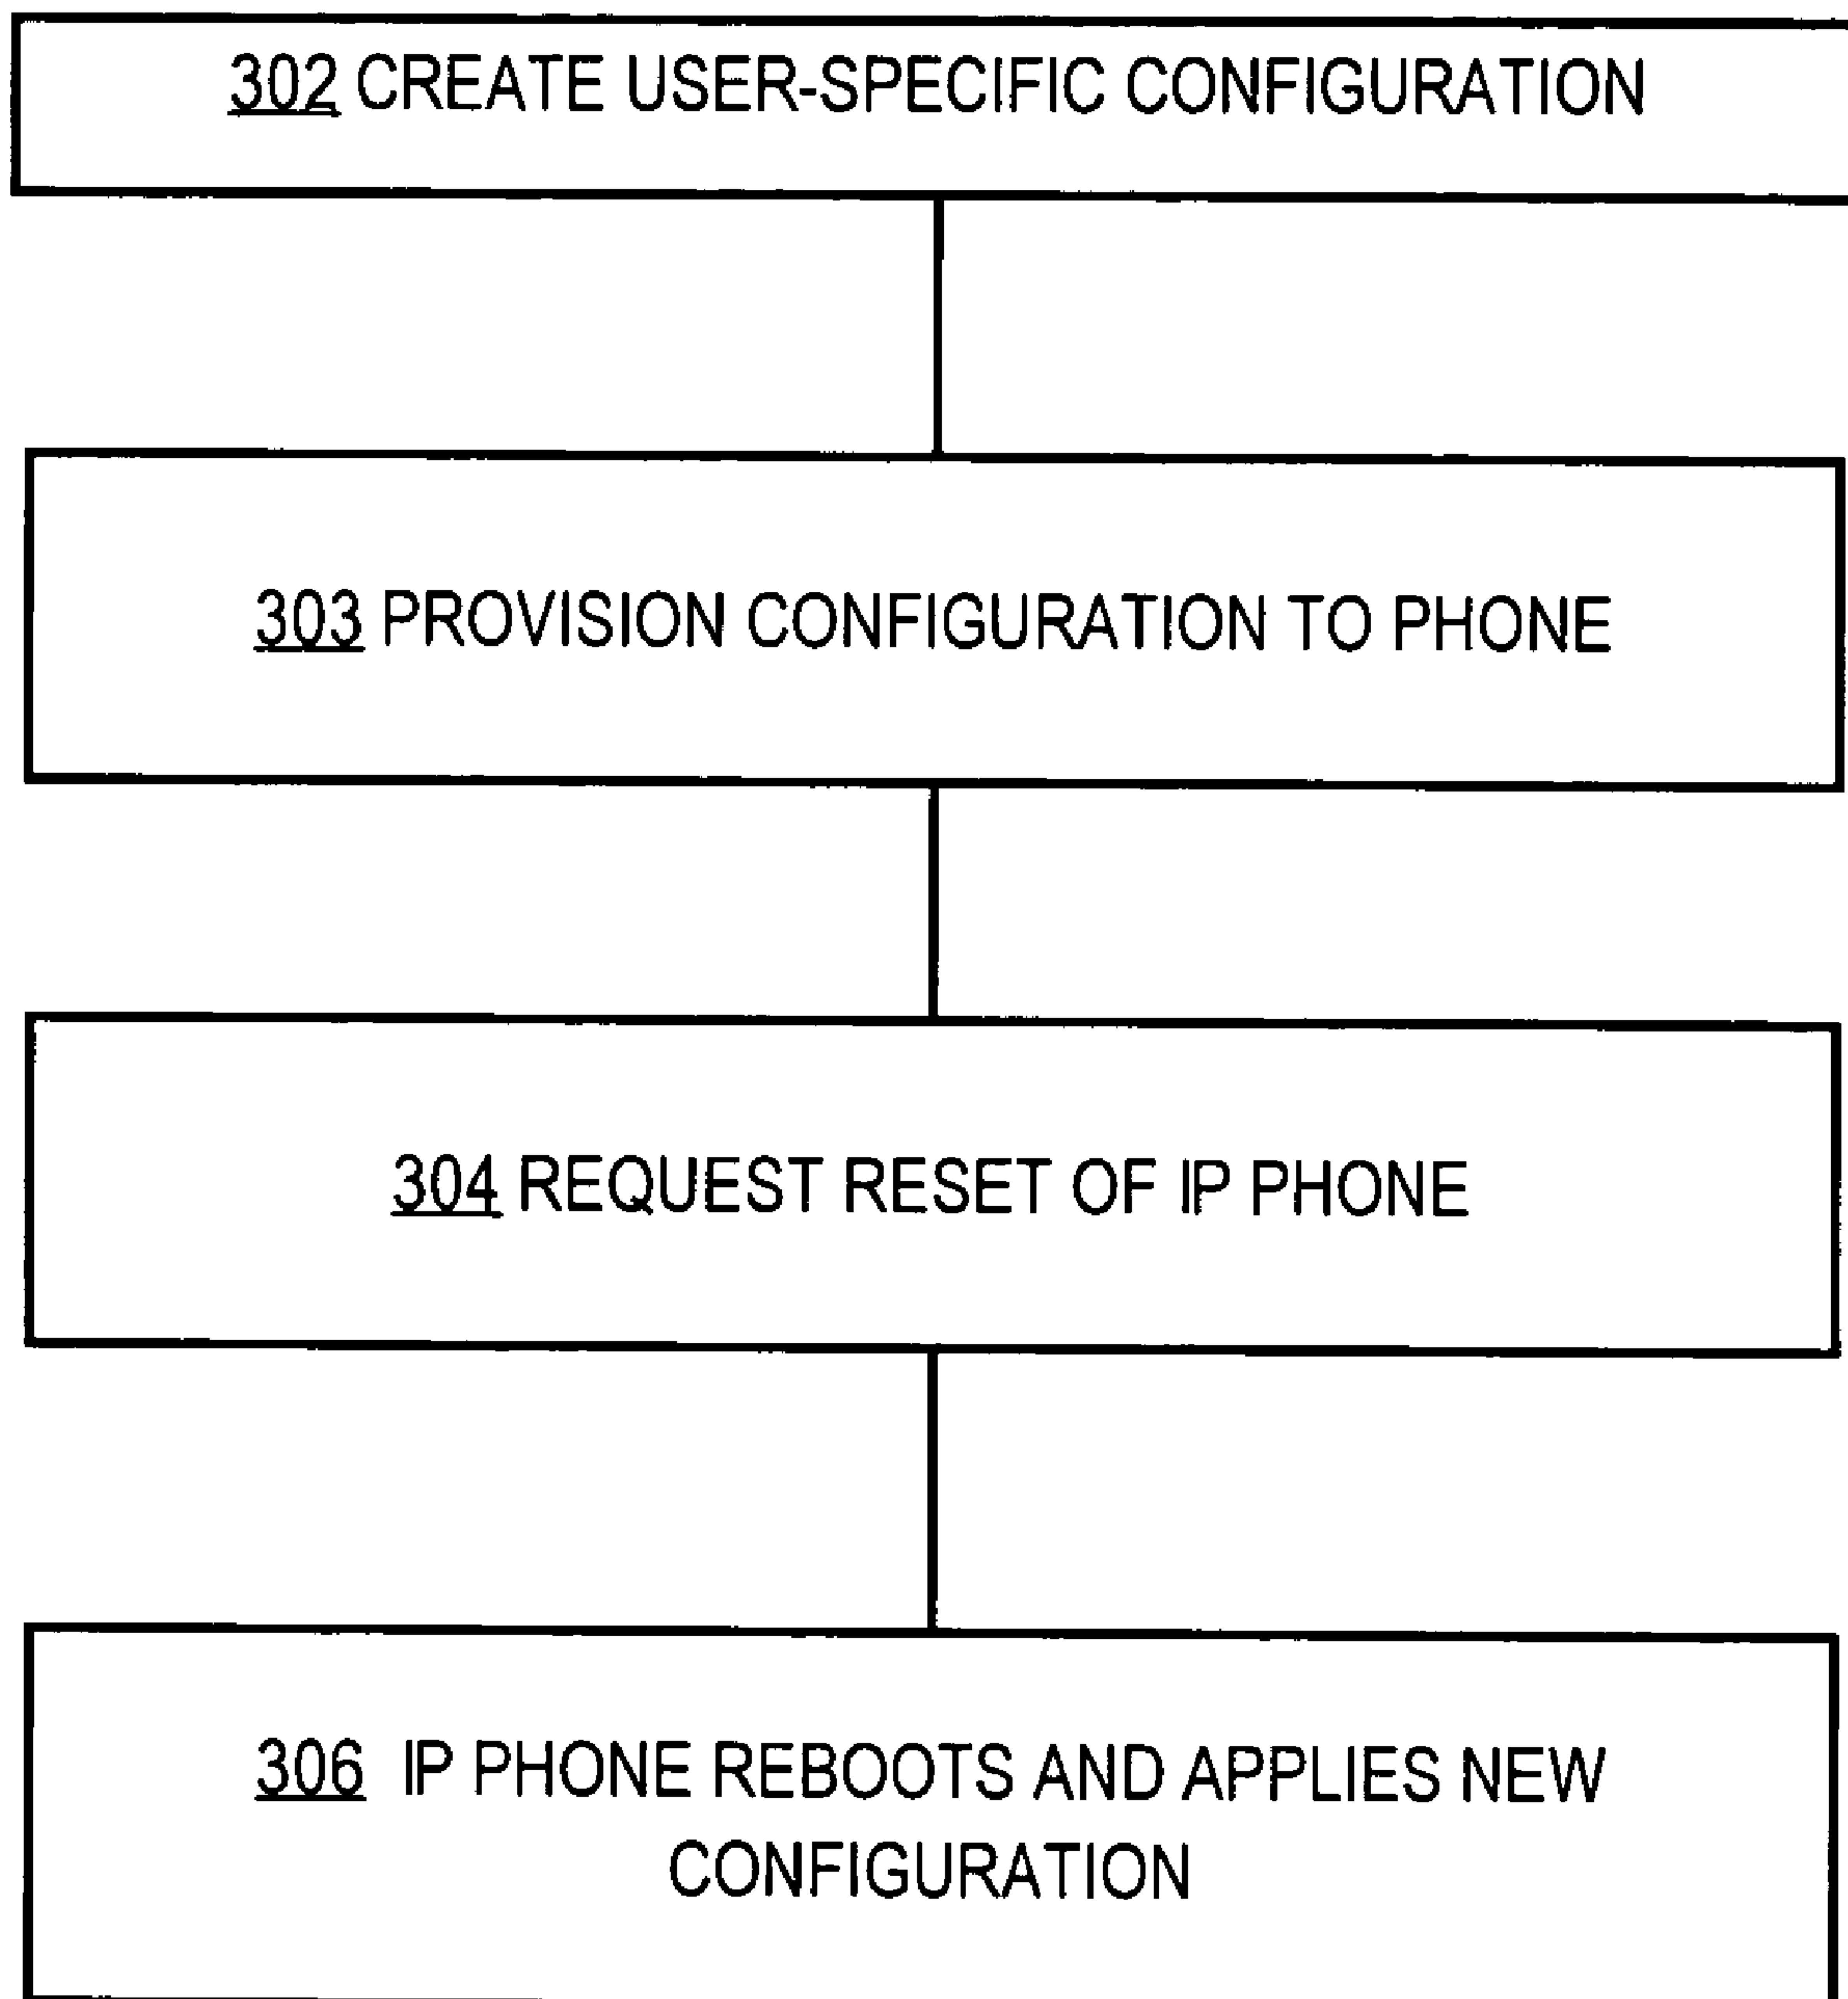 302 CREATE USER-SPECIFIC CONFIGURATION
303 PROVISION CONFIGURATION TO PHONE
304 REQUEST RESET OF IP PHONE
306 IP PHONE REBOOTS AND APPLIES NEW
CONFIGURATION